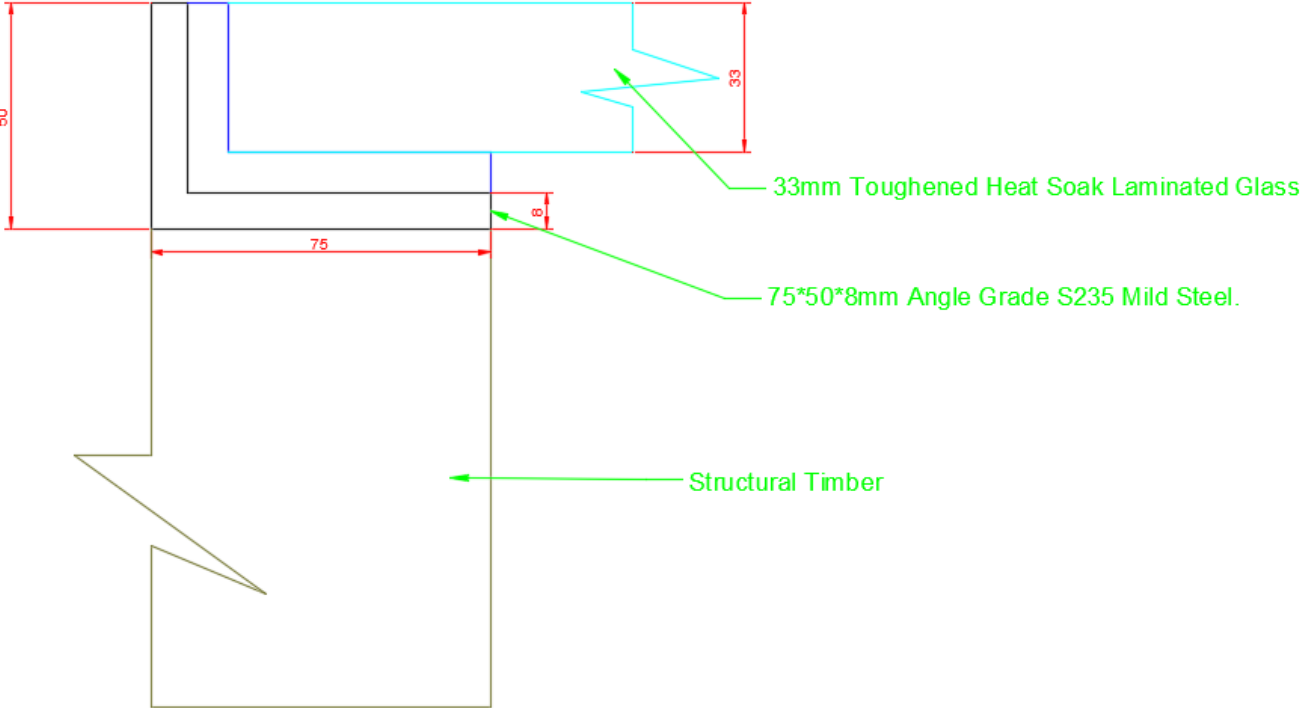 50
33
33mm Toughened Heat Soak Laminated Glass
8
75
75*50*8mm Angle Grade S235 Mild Steel.
Structural Timber